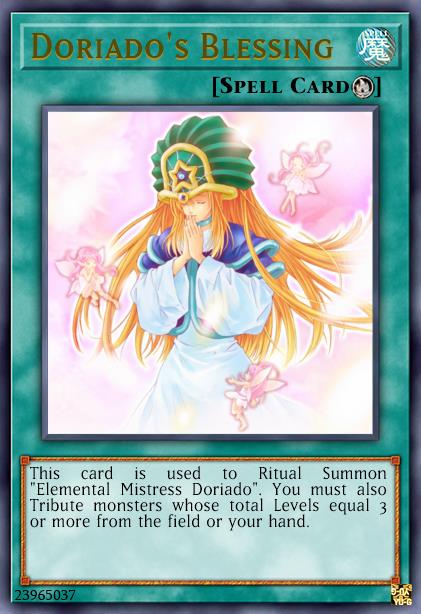 Doriado's Blessing
SPELL
魔
[Spell Card]
This card is used to Ritual Summon
"Elemental Mistress Doriado". You must also
Tribute monsters whose total Levels equal 3
or more from the field or your hand.
23965037